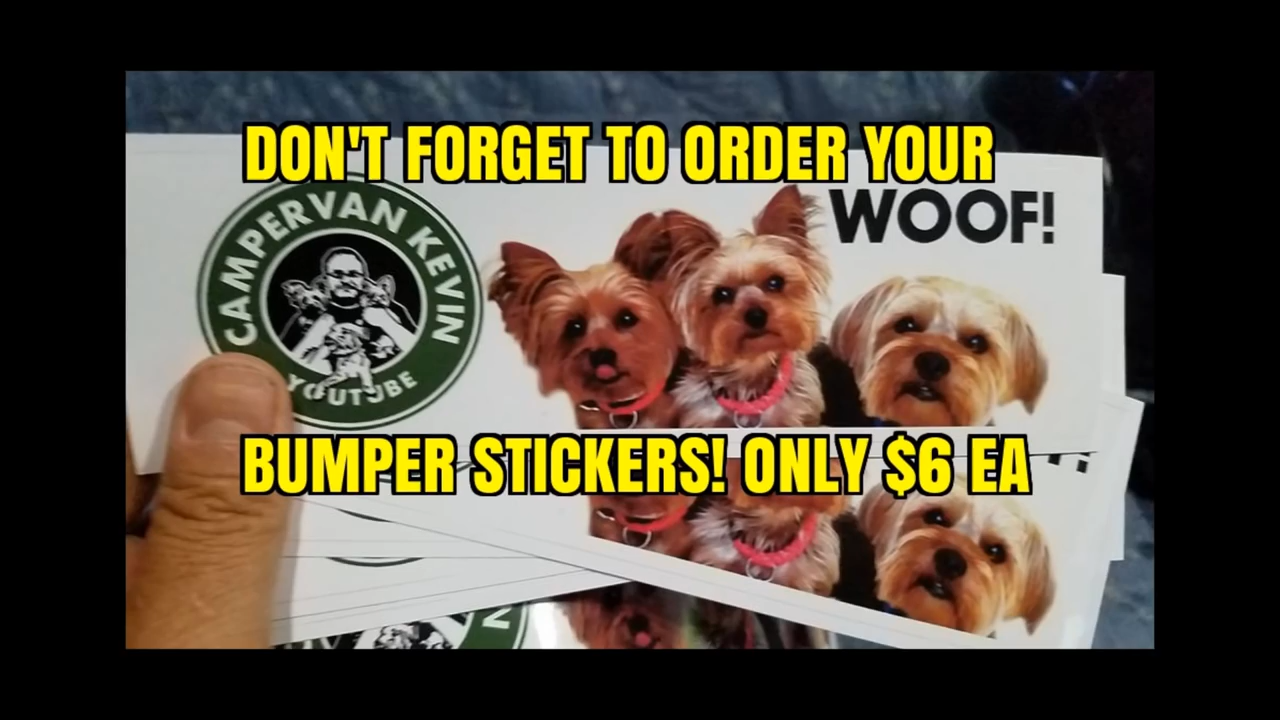 DON'T FORGET TO ORDER YOUR
WOOF!
CAMPERVAN KEVIN
YOUTUBE
BUMPER STICKERS! ONLY $6 EA
N